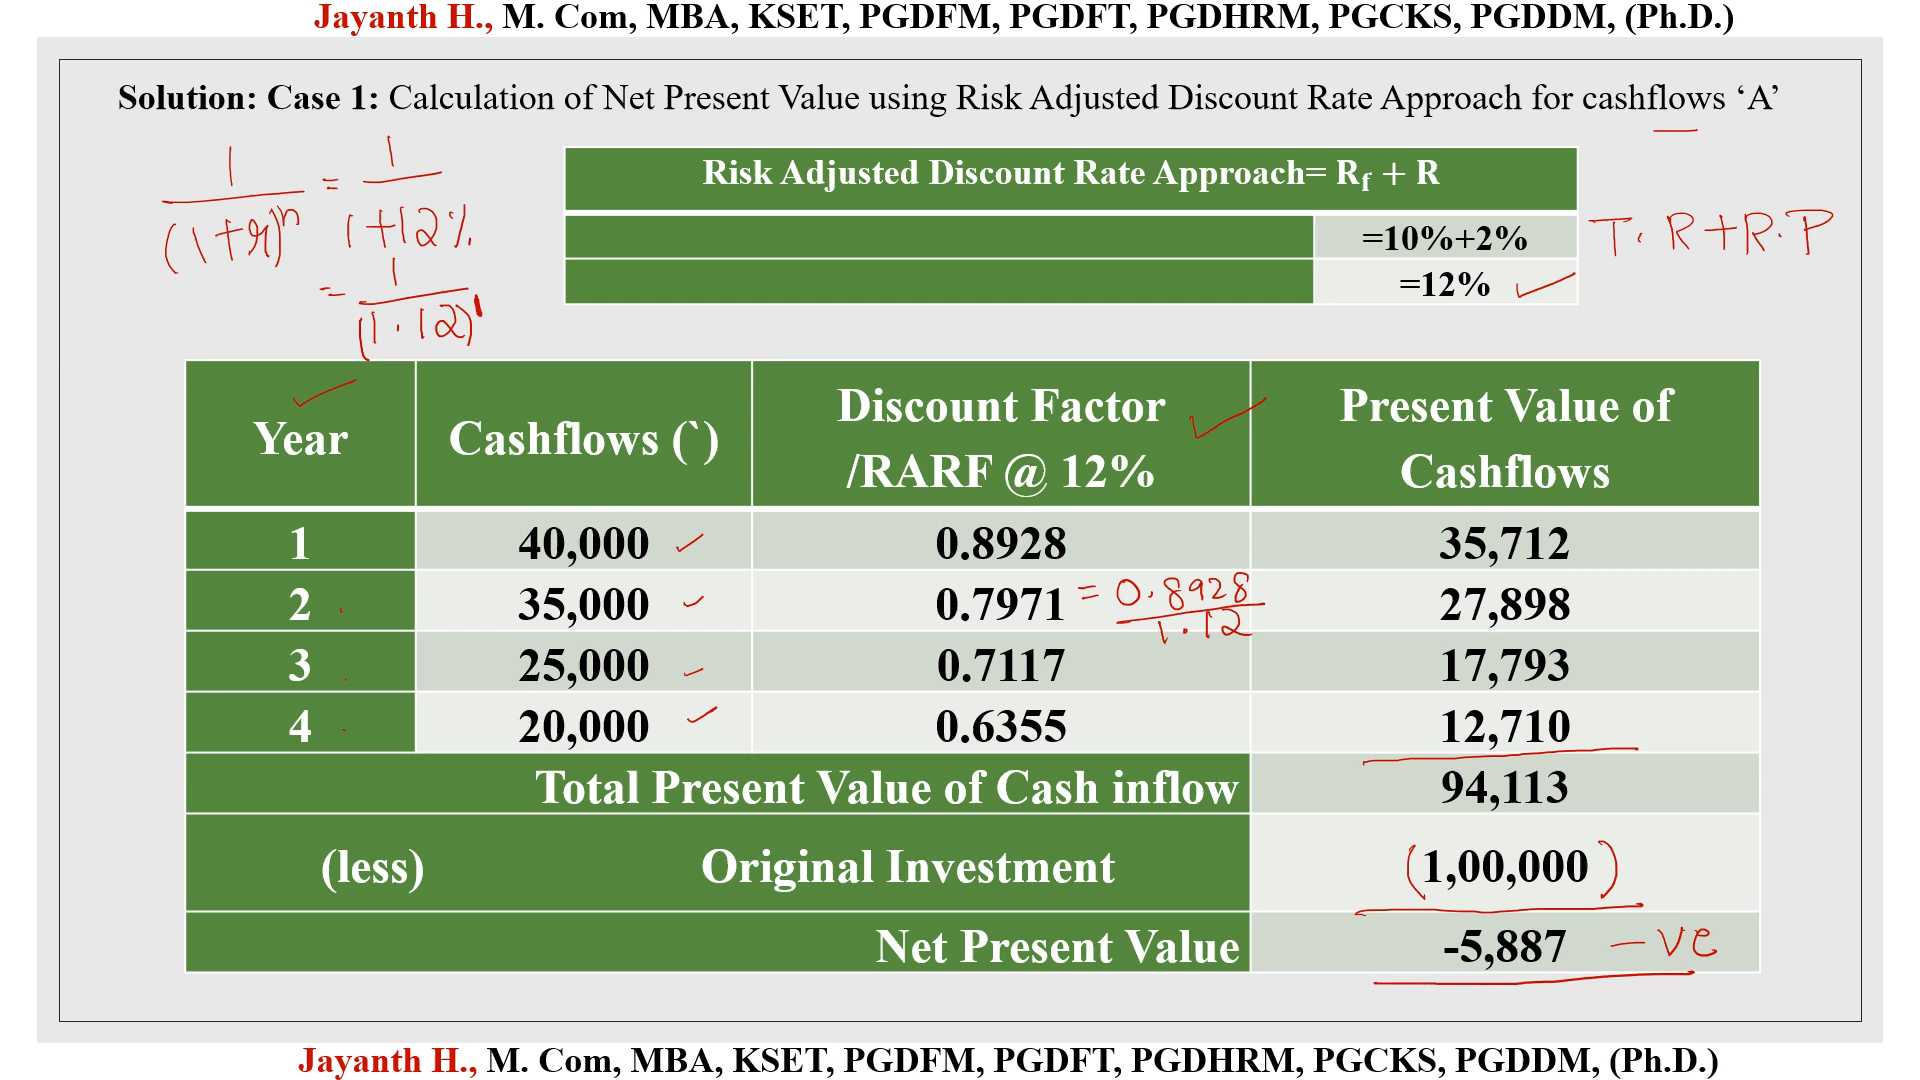 Jayanth H., M. Com, MBA, KSET, PGDFM, PGDFT, PGDHRM, PGCKS, PGDDM, (Ph.D.)
Solution: Case 1: Calculation of Net Present Value using Risk Adjusted Discount Rate Approach for cashflows ‘A’
1/(1+r)^n = 1/1+12%
= 1/(1.12)^1
Risk Adjusted Discount Rate Approach= Rf + R
=10%+2% T. R+R.P
=12%
Year Cashflows (`) Discount Factor /RARF @ 12% Present Value of Cashflows
1 40,000 0.8928 35,712
2 35,000 0.7971 = 0.8928/1.12 27,898
3 25,000 0.7117 17,793
4 20,000 0.6355 12,710
Total Present Value of Cash inflow 94,113
(less) Original Investment (1,00,000)
Net Present Value -5,887 -ve
Jayanth H., M. Com, MBA, KSET, PGDFM, PGDFT, PGDHRM, PGCKS, PGDDM, (Ph.D.)